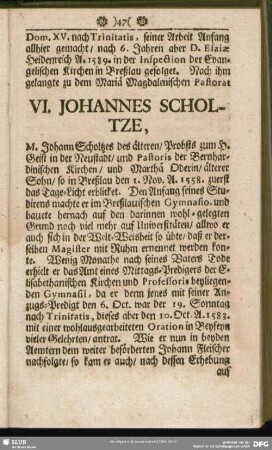 )47(
Dom. XV. nach Trinitatis, seiner Arbeit Anfang
allhier gemacht/ nach 6. Jahren aber D. Esaiæ
Heidenreich A. 1589. in der Inspection der Evan-
gelischen Kirchen in Breßlau gefolget. Nach ihm
gelangte zu dem Mariä Magdalenischen Pastorat
VI. JOHANNES SCHOL-
TZE,
M. Johann Scholtzes des älteren/ Probsts zum H.
Geist in der Neustadt/ und Pastoris der Bernhar-
dinischen Kirchen/ und Marthä Oderin/ älterer
Sohn/ so in Breßlau den 1. Nov. A. 1558. zuerst
das Tage-Licht erblicket. Den Anfang seines Stu-
direns machte er im Breßlauischen Gymnasio, und
bauete hernach auf den darinnen wohl-gelegten
Grund noch viel mehr auf Universitäten/ allwo er
auch sich in der Welt-Weisheit so übte/ daß er der-
selben Magister mit Ruhm ernennet werden kon-
te. Wenig Monathe nach seines Vaters Tode
erhielt er das Amt eines Mittags-Predigers der E-
lisabethanischen Kirchen und Professoris beyliegen-
den Gymnasii, da er denn jenes mit seiner An-
zugs-Predigt den 6. Oct. war der 19. Sonntag
nach Trinitatis, dieses aber den 10. Oct. A. 1583.
mit einer wohlausgearbeiteten Oration in Beyseyn
vieler Gelehrten/ antrat. Wie er nun in beyden
Aemtern dem weiter beförderten Johann Fleischer
nachfolgte/ so kam er auch/ nach dessen Erhebung
auf
SLUB